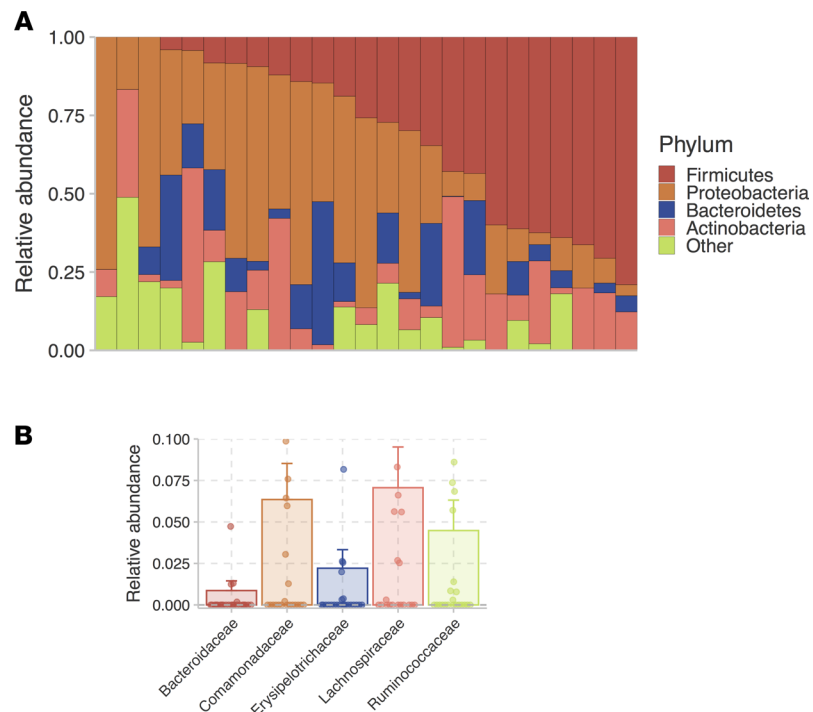 A
1.00
0.75
0.50
0.25
0.00
Relative abundance
Phylum
Firmicutes
Proteobacteria
Bacteroidetes
Actinobacteria
Other
B
0.100
0.075
0.050
0.025
0.000
Relative abundance
Bacteroidaceae
Comamonadaceae
Erysipelotrichaceae
Lachnospiraceae
Ruminococcaceae